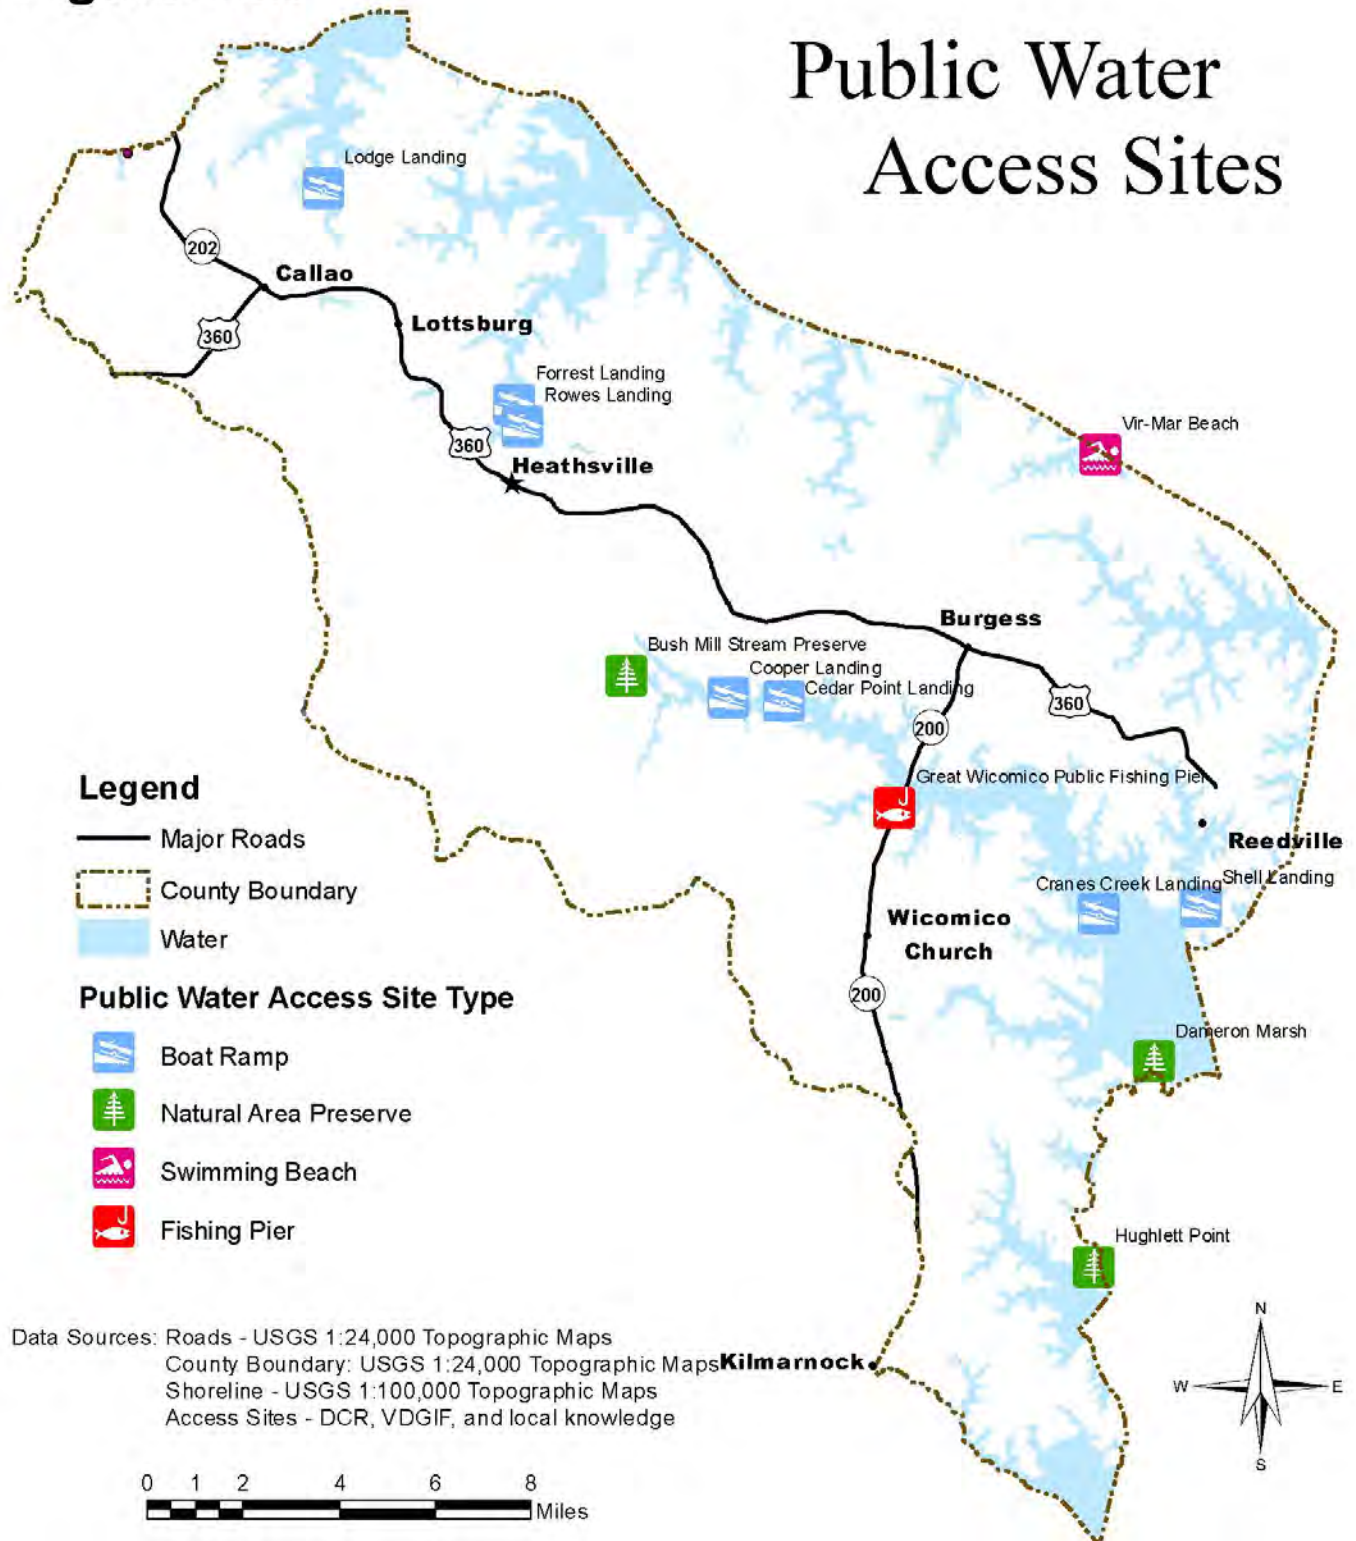 Public Water
Access Sites
Lodge Landing
202
Callao
360
Lottsburg
Forrest Landing
Rowes Landing
360
Heathsville
Vir-Mar Beach
Burgess
Bush Mill Stream Preserve
Cooper Landing
Cedar Point Landing
360
200
Great Wicomico Public Fishing Pier
Reedville
Cranes Creek Landing
Shell Landing
Wicomico
Church
200
Dameron Marsh
Hughlett Point
Kilmarnock
Legend
Major Roads
County Boundary
Water
Public Water Access Site Type
Boat Ramp
Natural Area Preserve
Swimming Beach
Fishing Pier
Data Sources: Roads - USGS 1:24,000 Topographic Maps
County Boundary: USGS 1:24,000 Topographic Maps
Shoreline - USGS 1:100,000 Topographic Maps
Access Sites - DCR, VDGIF, and local knowledge
0 1 2 4 6 8
Miles
N
W E
S